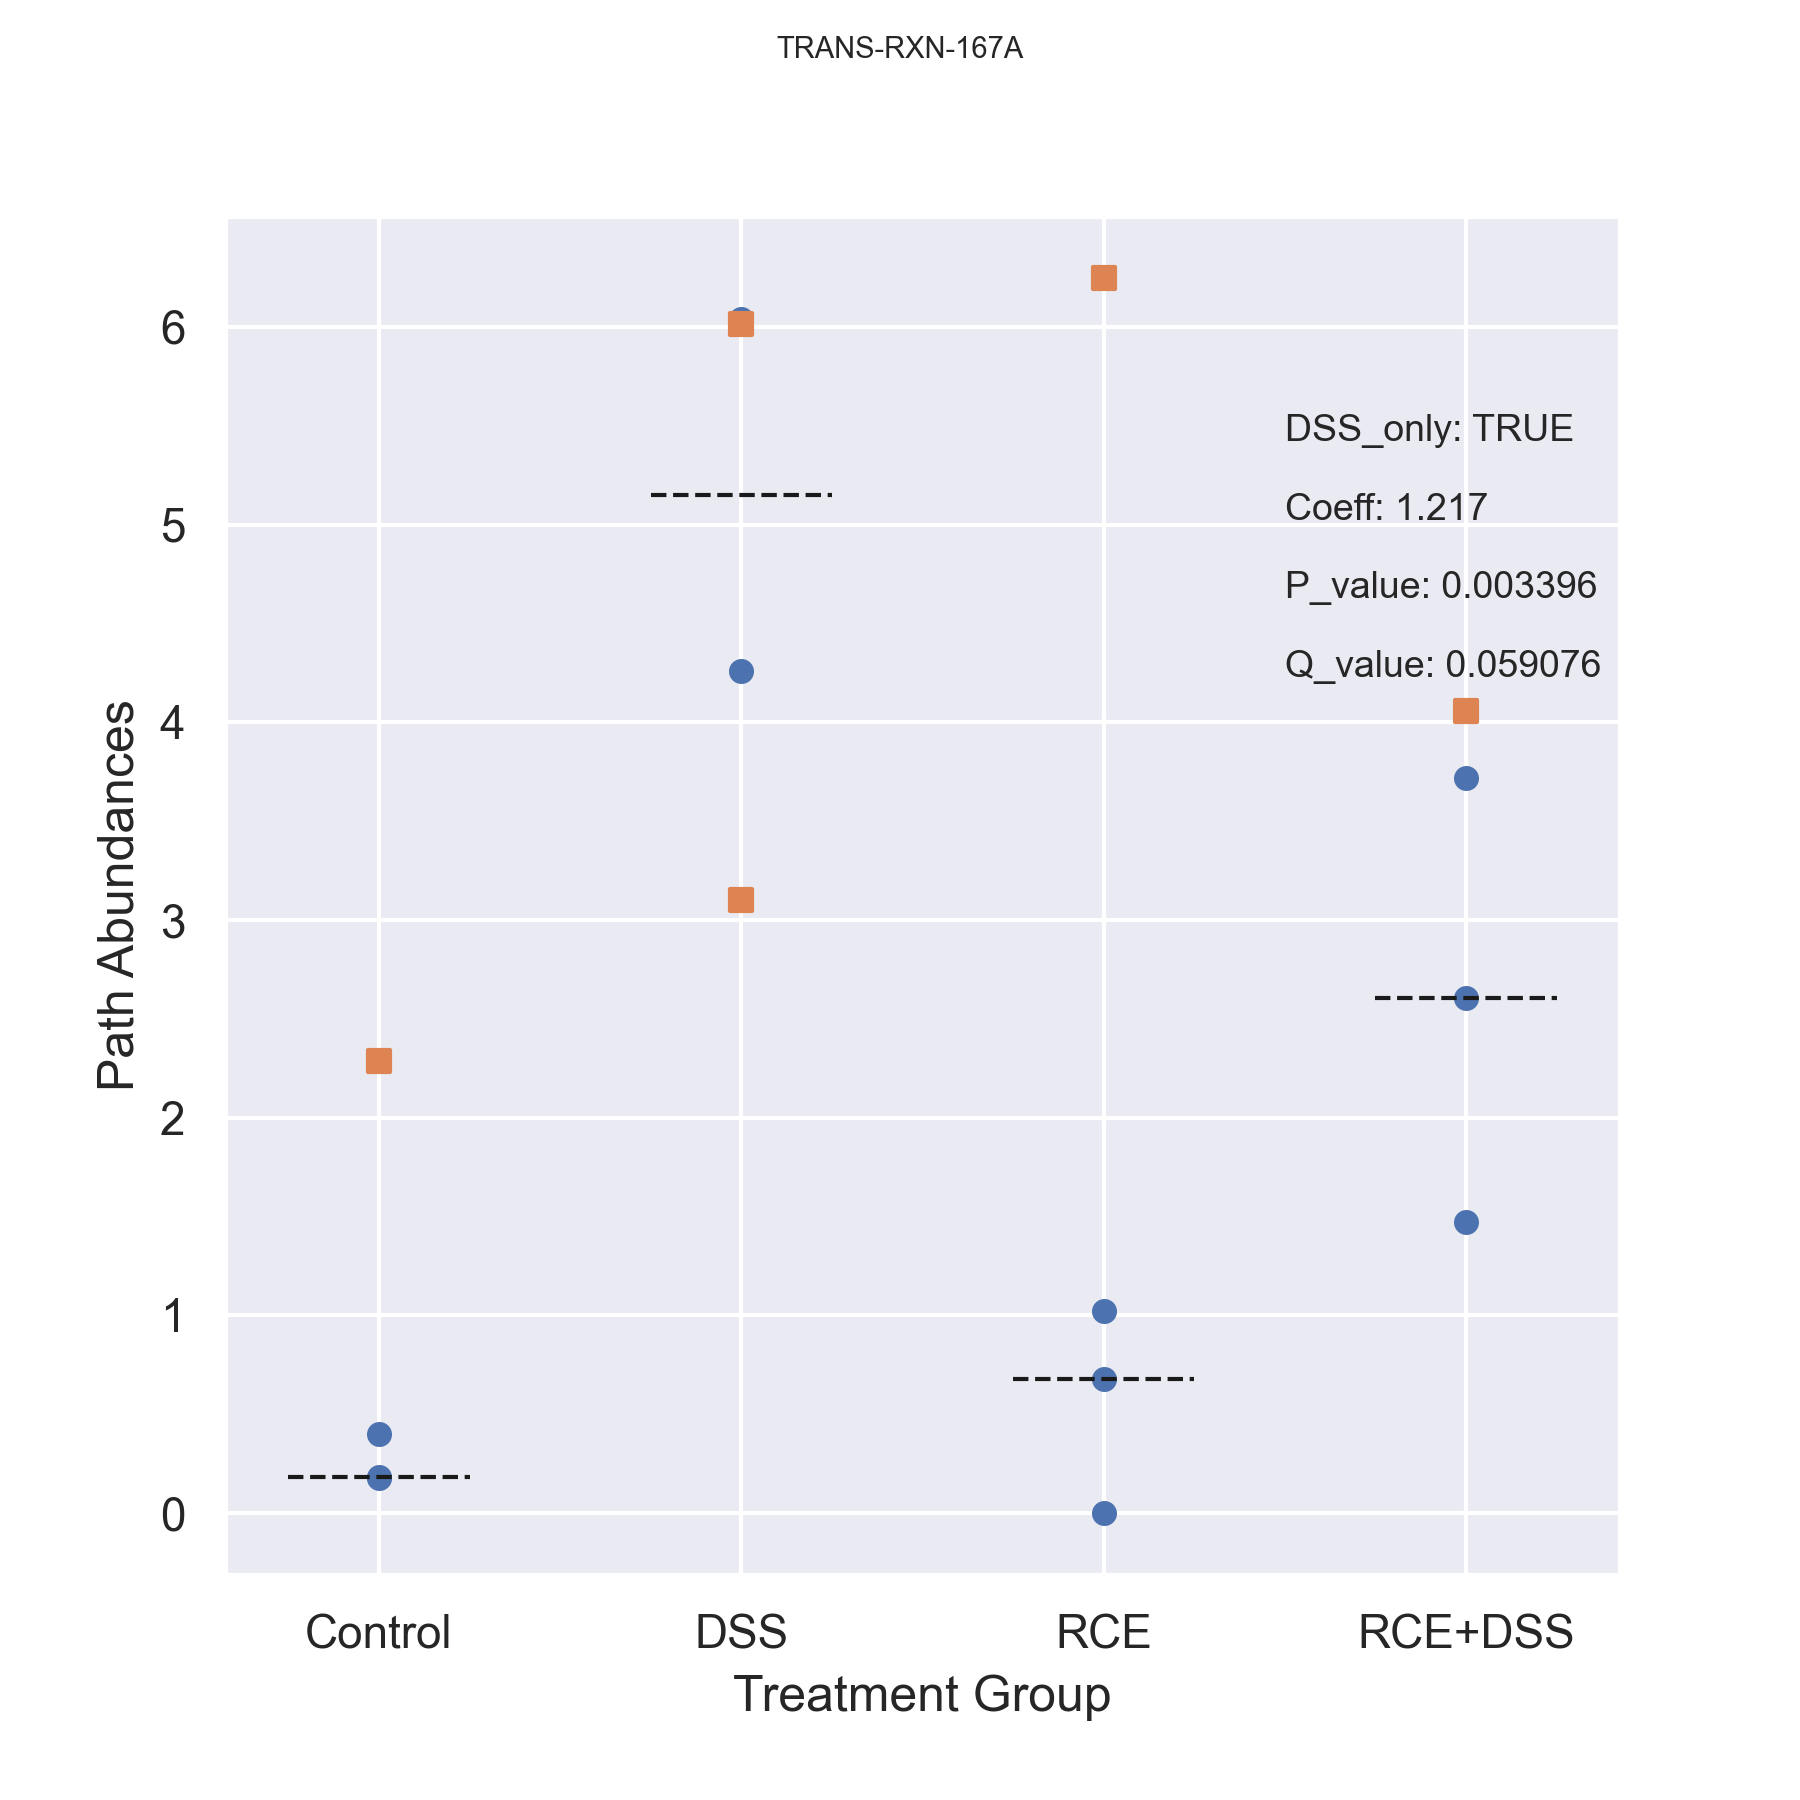 TRANS-RXN-167A
DSS_only: TRUE
Coeff: 1.217
P_value: 0.003396
Q_value: 0.059076
Path Abundances
6
5
4
3
2
1
0
Control DSS RCE RCE+DSS
Treatment Group